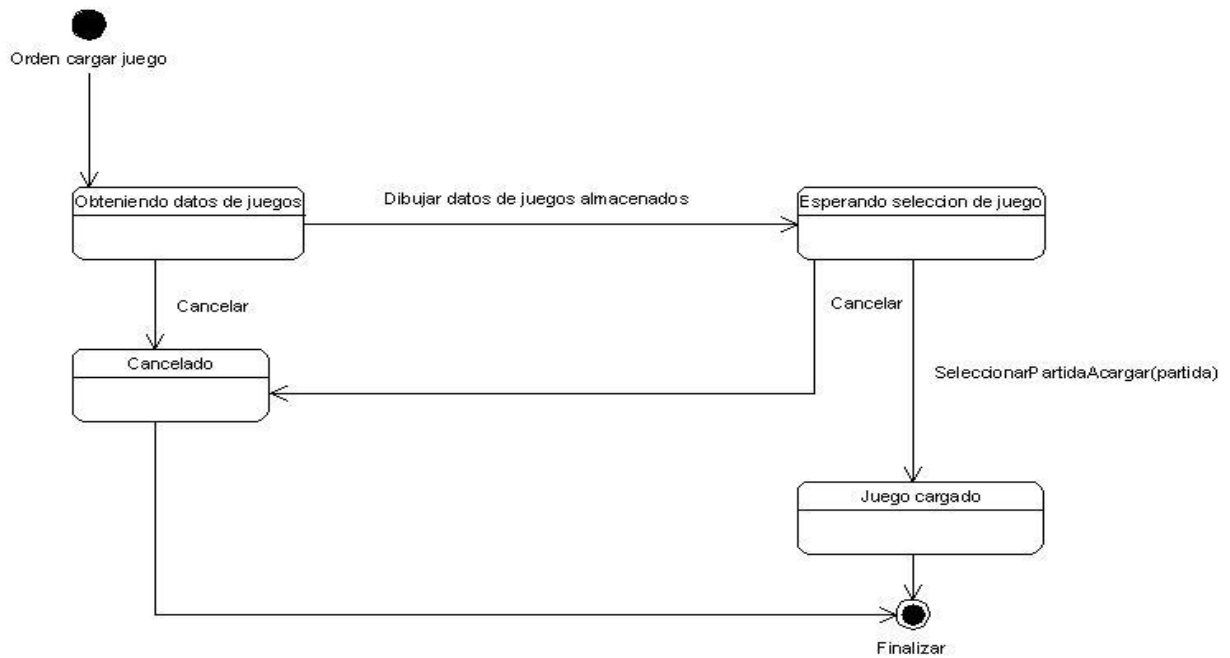 Orden cargar juego
Obteniendo datos de juegos
Dibujar datos de juegos almacenados
Esperando seleccion de juego
Cancelar
Cancelar
Cancelado
SeleccionarPartidaAcargar(partida)
Juego cargado
Finalizar